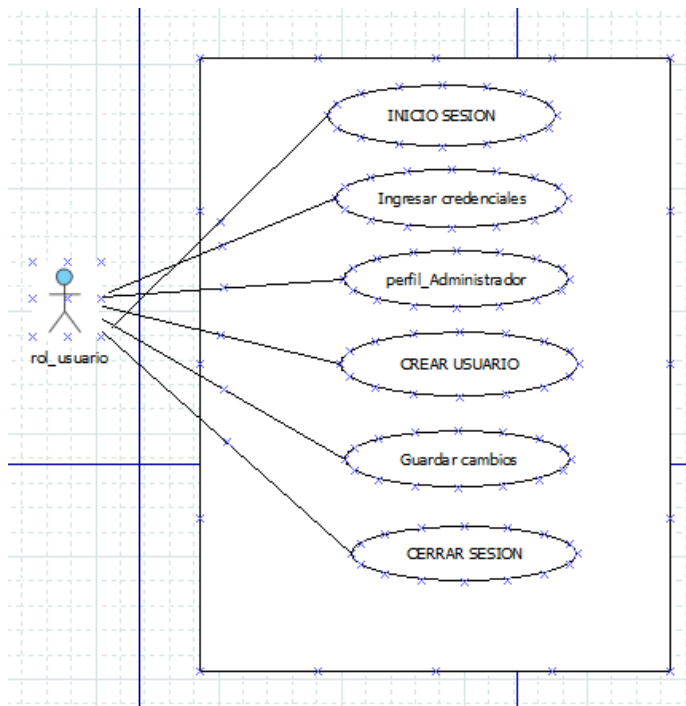 INICIO SESION
Ingresar credenciales
perfil_Administrador
rol_usuario
CREAR USUARIO
Guardar cambios
CERRAR SESION